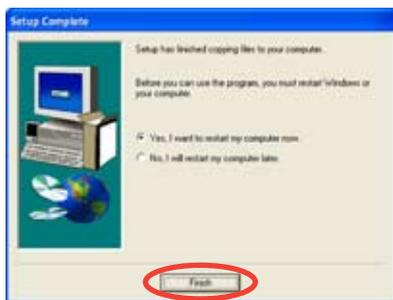 Setup Complete
Setup has finished copying files to your computer.
Before you can use the program, you must restart Windows or
your computer.
Yes, I want to restart my computer now.
No, I will restart my computer later.
Finish